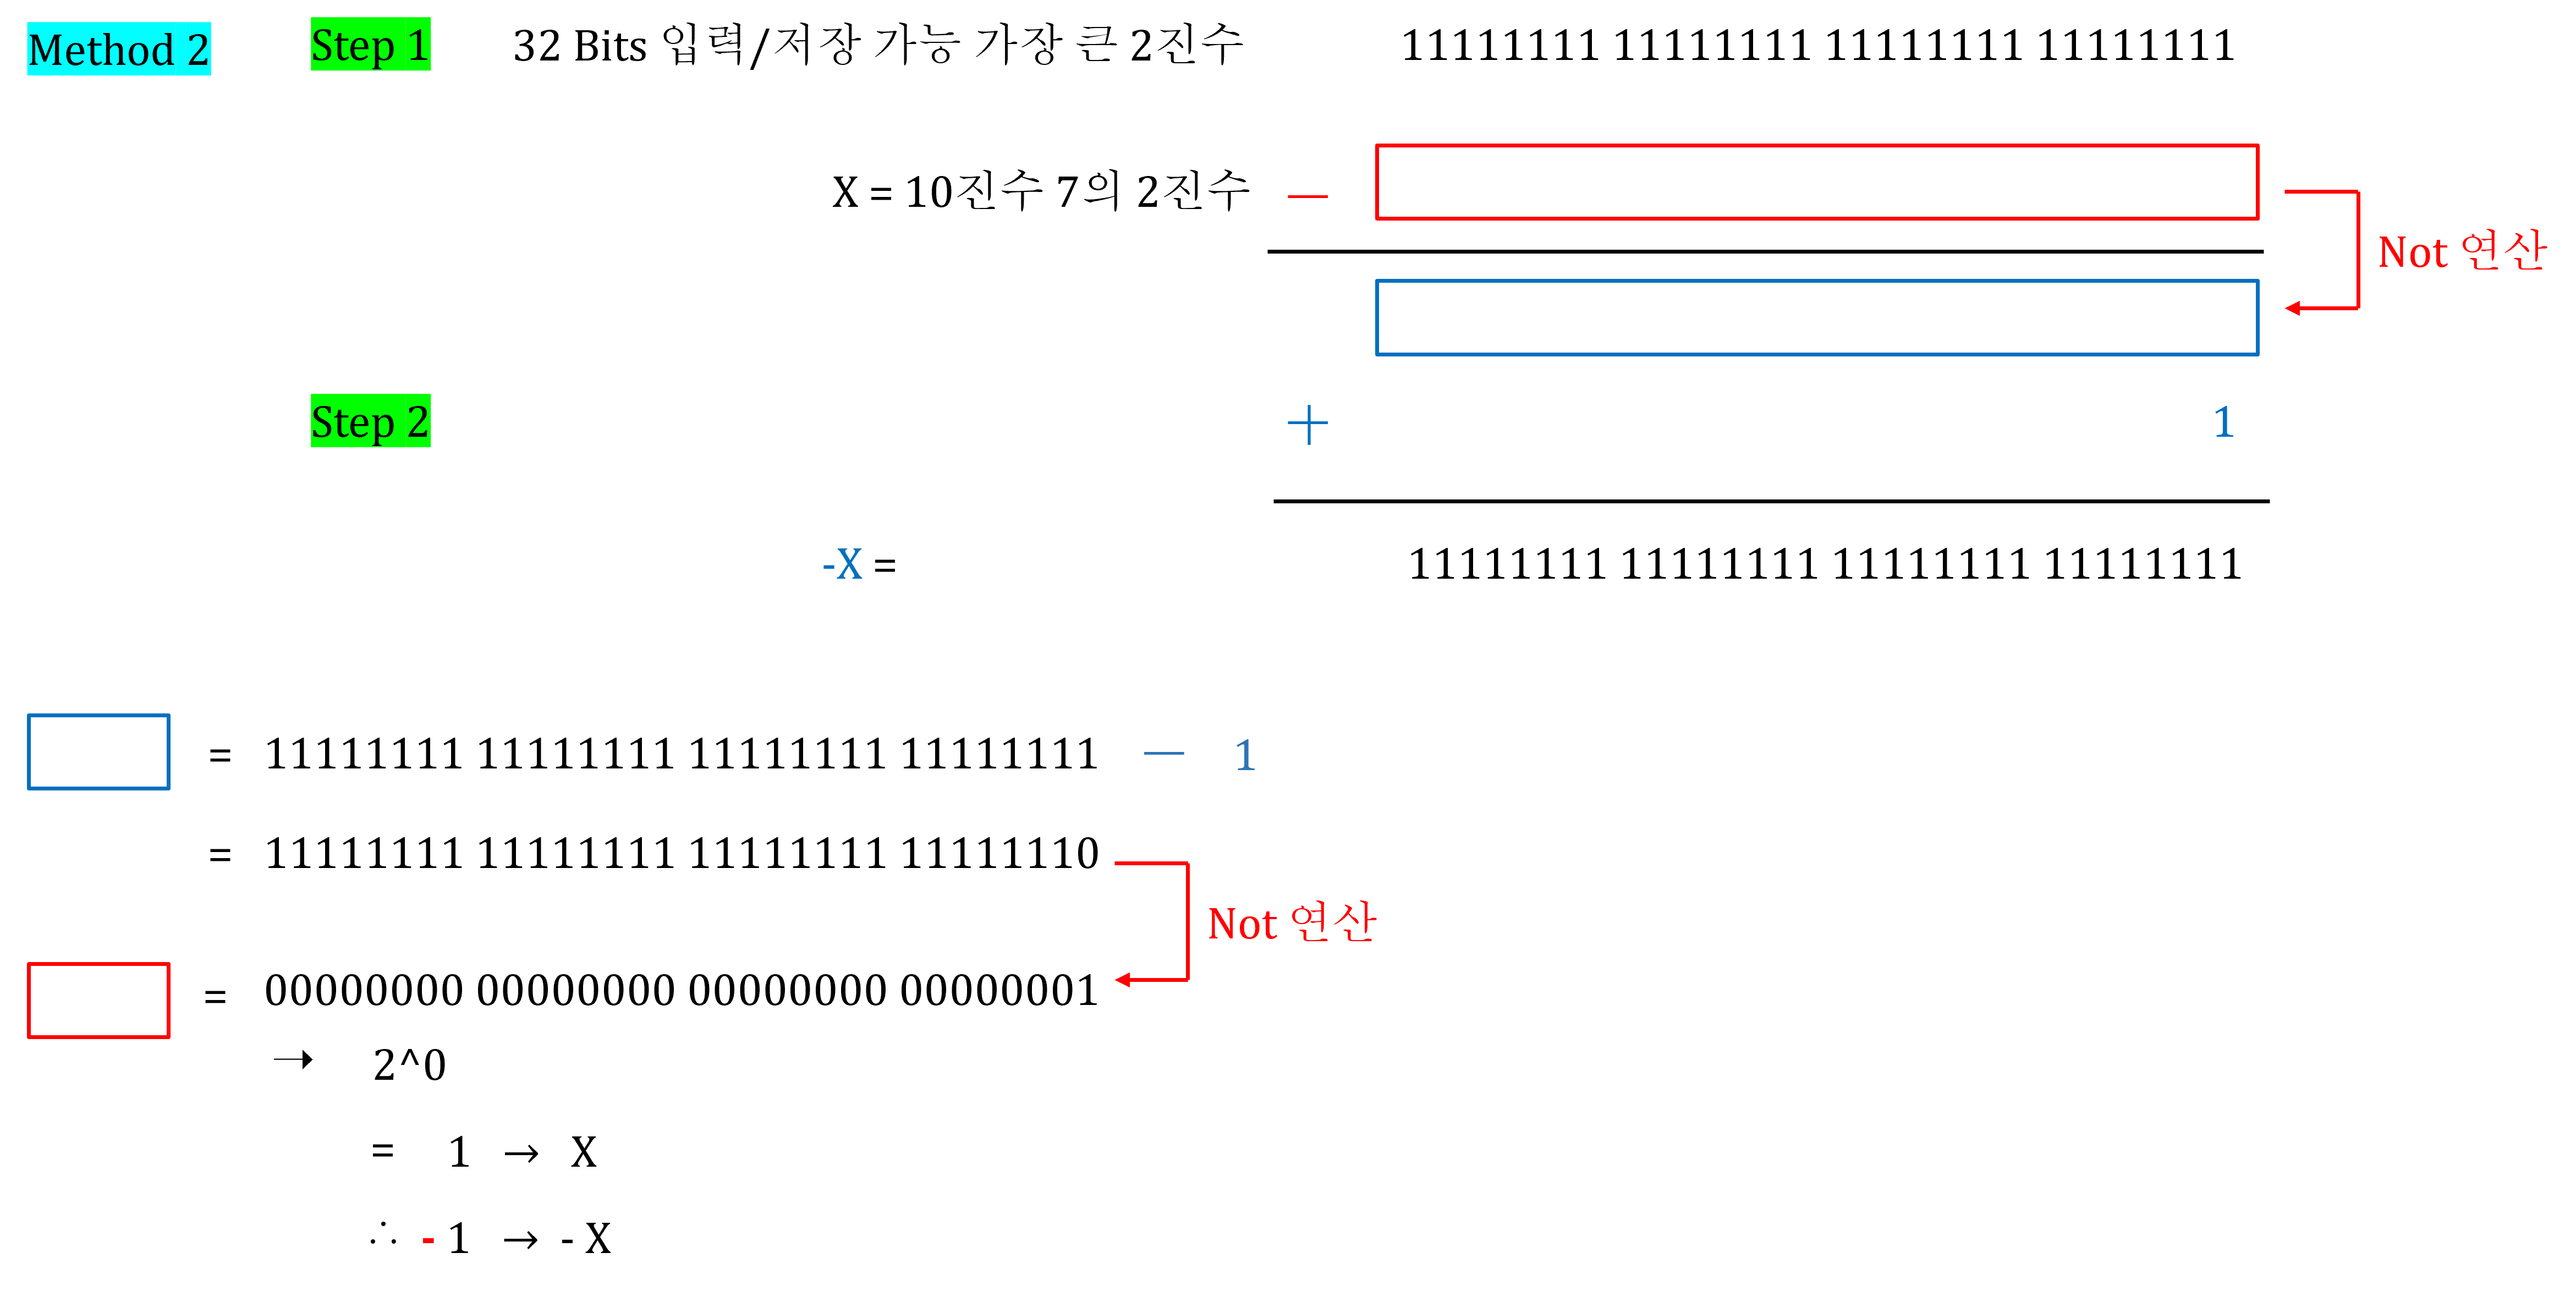 Method 2 Step 1 32 Bits 입력/저장 가능 가장 큰 2진수 11111111 11111111 11111111 11111111
X = 10진수 7의 2진수 —
Not 연산
Step 2 + 1
-X = 11111111 11111111 11111111 11111111
= 11111111 11111111 11111111 11111111 — 1
= 11111111 11111111 11111111 11111110
Not 연산
= 00000000 00000000 00000000 00000001
→ 2^0
= 1 → X
∴ - 1 → - X